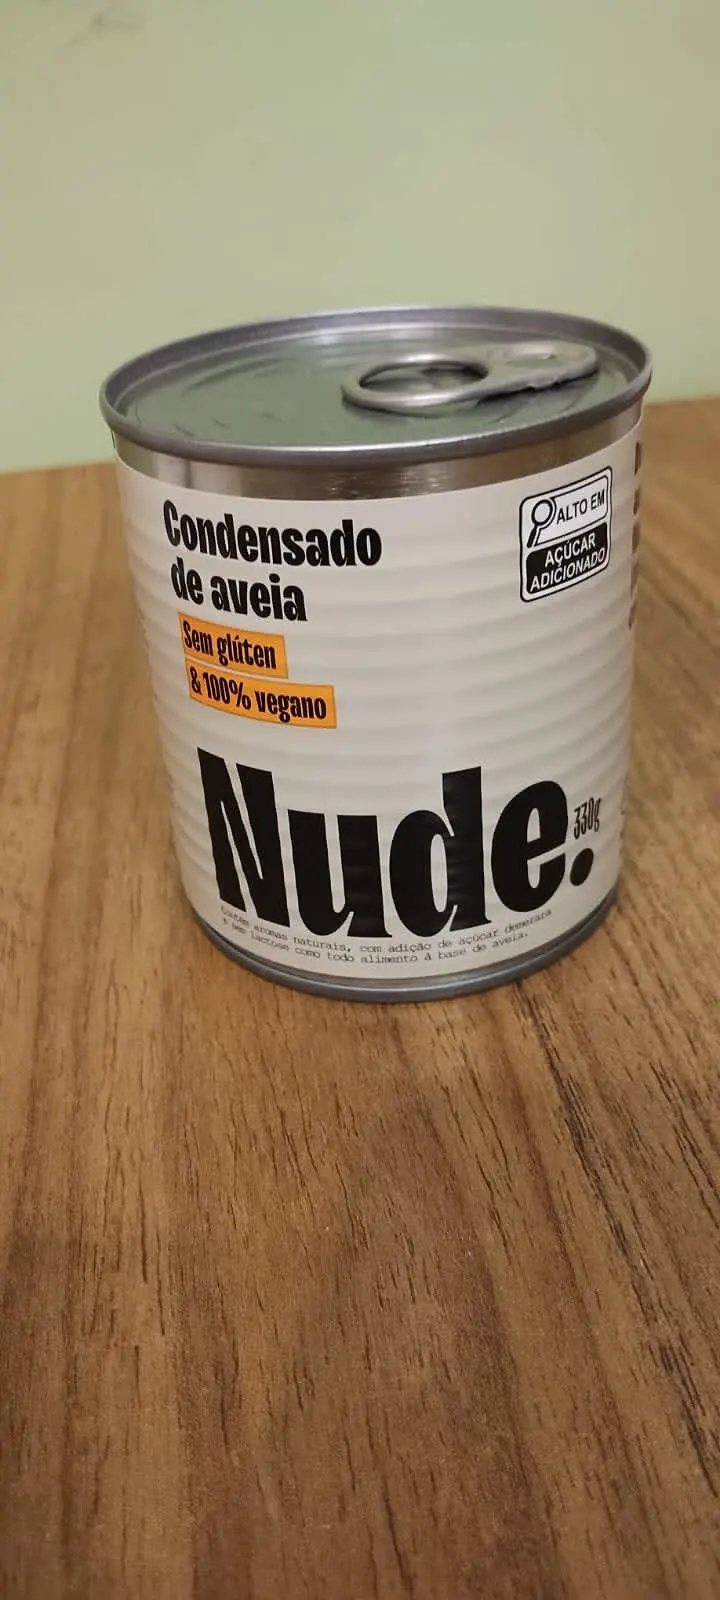 Condensado
de aveia
Sem glúten
& 100% vegano
ALTO EM
AÇÚCAR
ADICIONADO
Nude.
330g
Contém aromas naturais, com adição de açúcar demerara
e sem lactose como todo alimento à base de aveia.